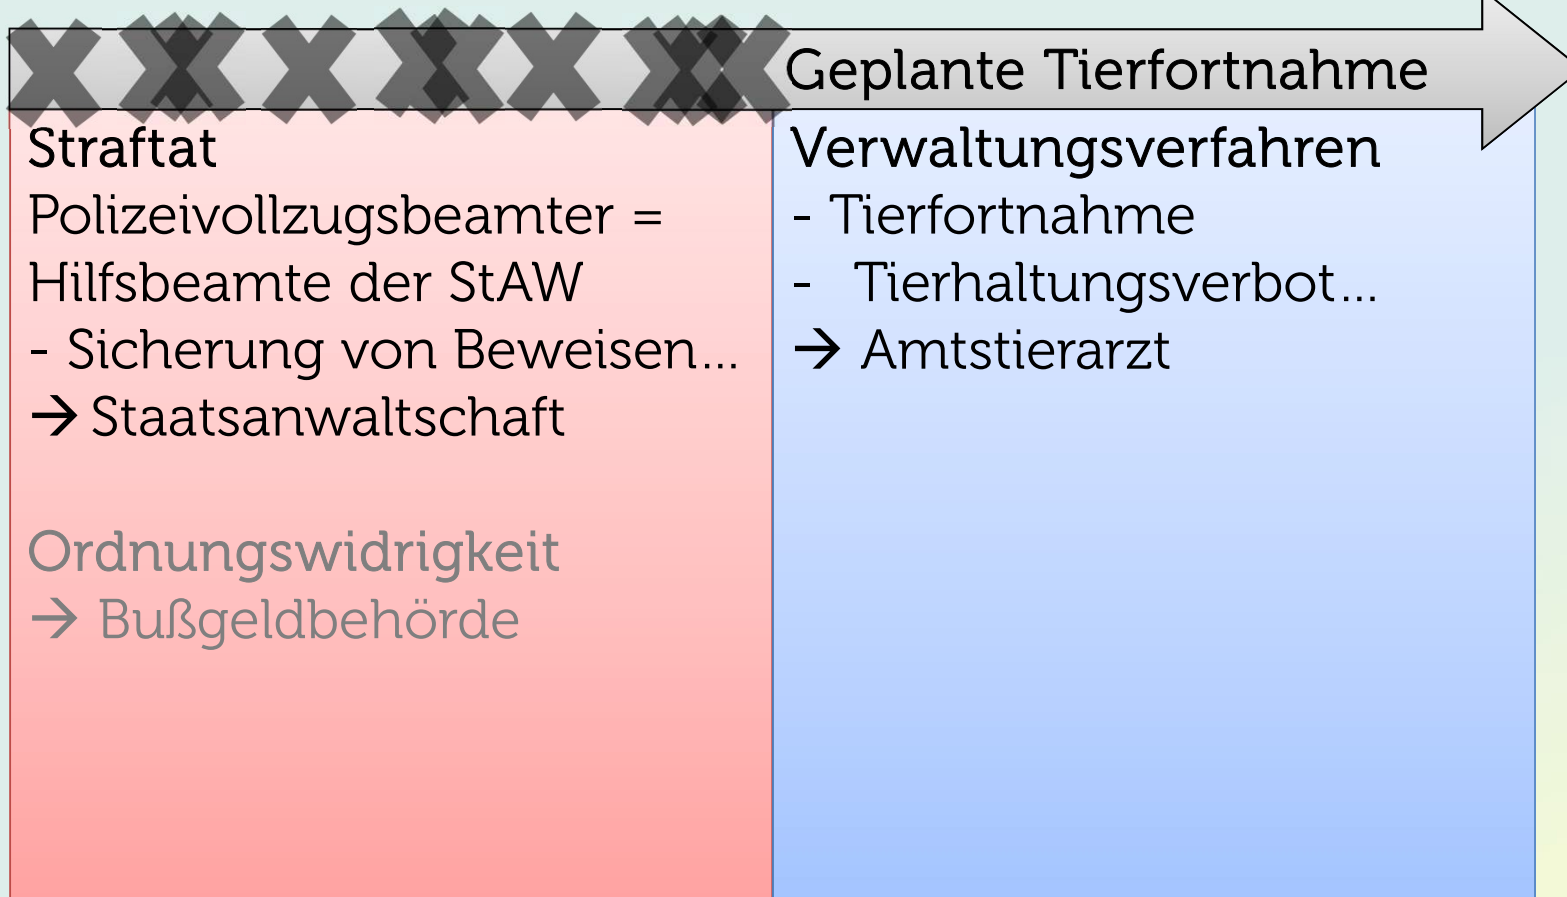 Geplante Tierfortnahme
Straftat
Polizeivollzugsbeamter =
Hilfsbeamte der StAW
- Sicherung von Beweisen...
→ Staatsanwaltschaft
Ordnungswidrigkeit
→ Bußgeldbehörde
Verwaltungsverfahren
- Tierfortnahme
- Tierhaltungsverbot...
→ Amtstierarzt